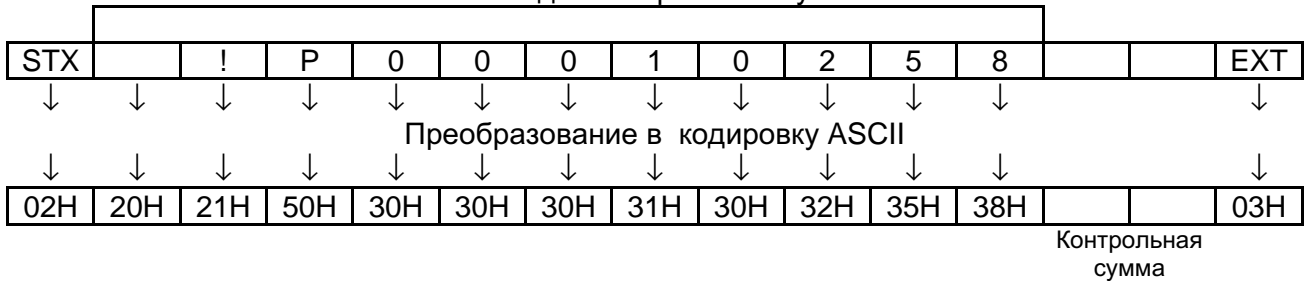 STX ! P 0 0 0 1 0 2 5 8 EXT
↓ ↓ ↓ ↓ ↓ ↓ ↓ ↓ ↓ ↓ ↓ ↓ ↓
Преобразование в кодировку ASCII
↓ ↓ ↓ ↓ ↓ ↓ ↓ ↓ ↓ ↓ ↓ ↓ ↓
02H 20H 21H 50H 30H 30H 30H 31H 30H 32H 35H 38H 03H
Контрольная
сумма